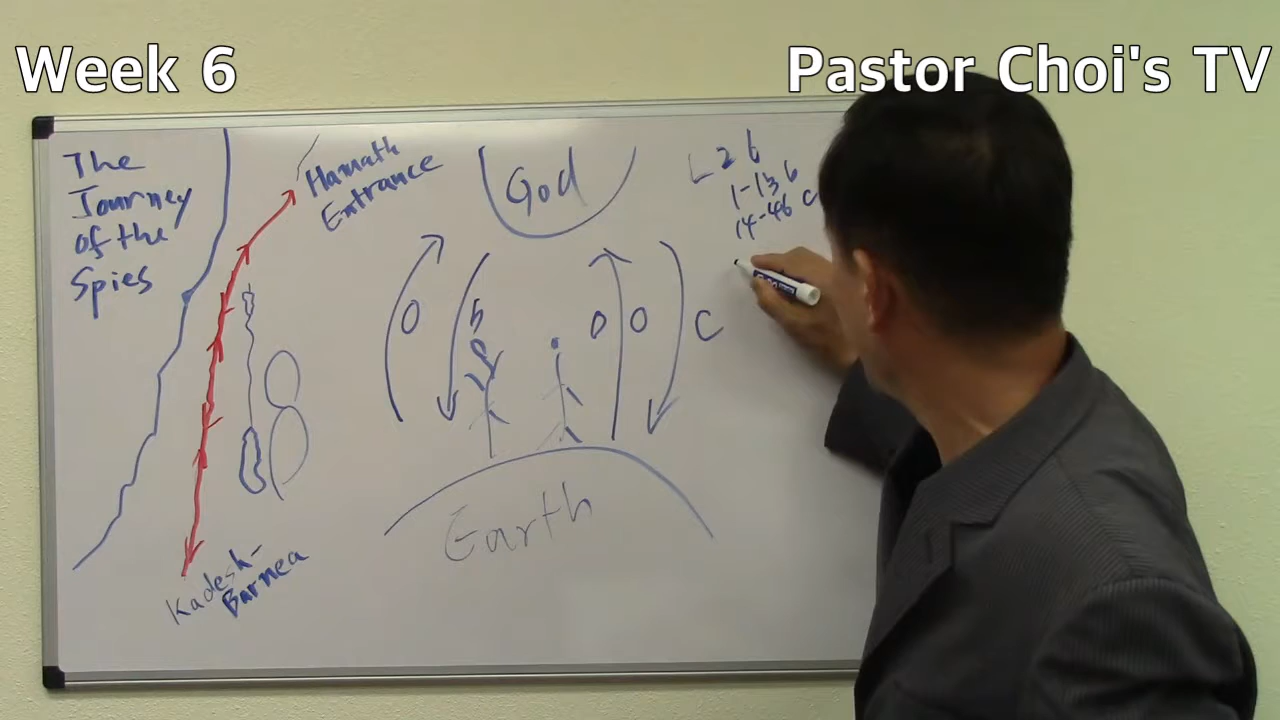 Week 6
Pastor Choi's TV
The
Journey
of the
Spies
Hamath
Entrance
God
L 26
1-13 b
14-46 C
O
b
D
O
C
Earth
Kadesh-
Barnea